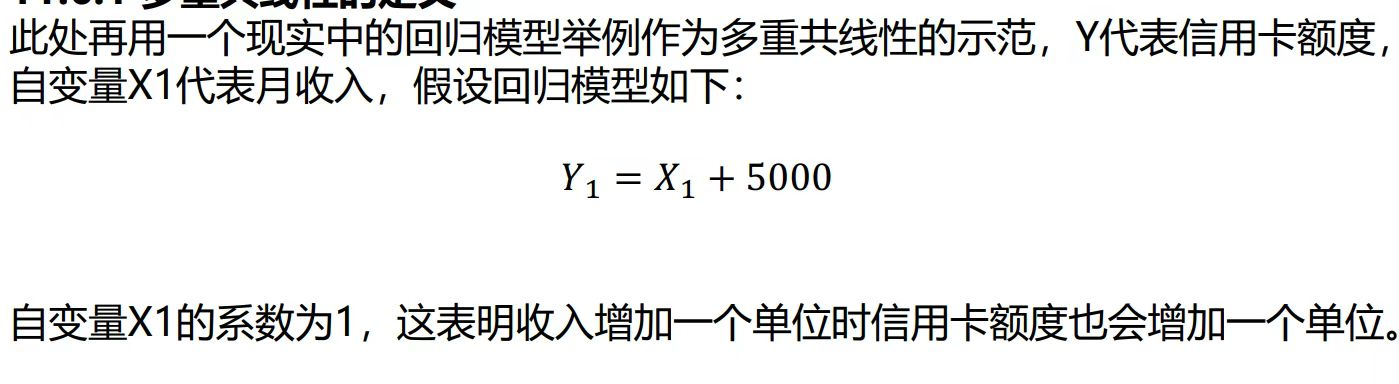 此处再用一个现实中的回归模型举例作为多重共线性的示范，Y代表信用卡额度，
自变量X1代表月收入，假设回归模型如下：
Y₁ = X₁ + 5000
自变量X1的系数为1，这表明收入增加一个单位时信用卡额度也会增加一个单位。